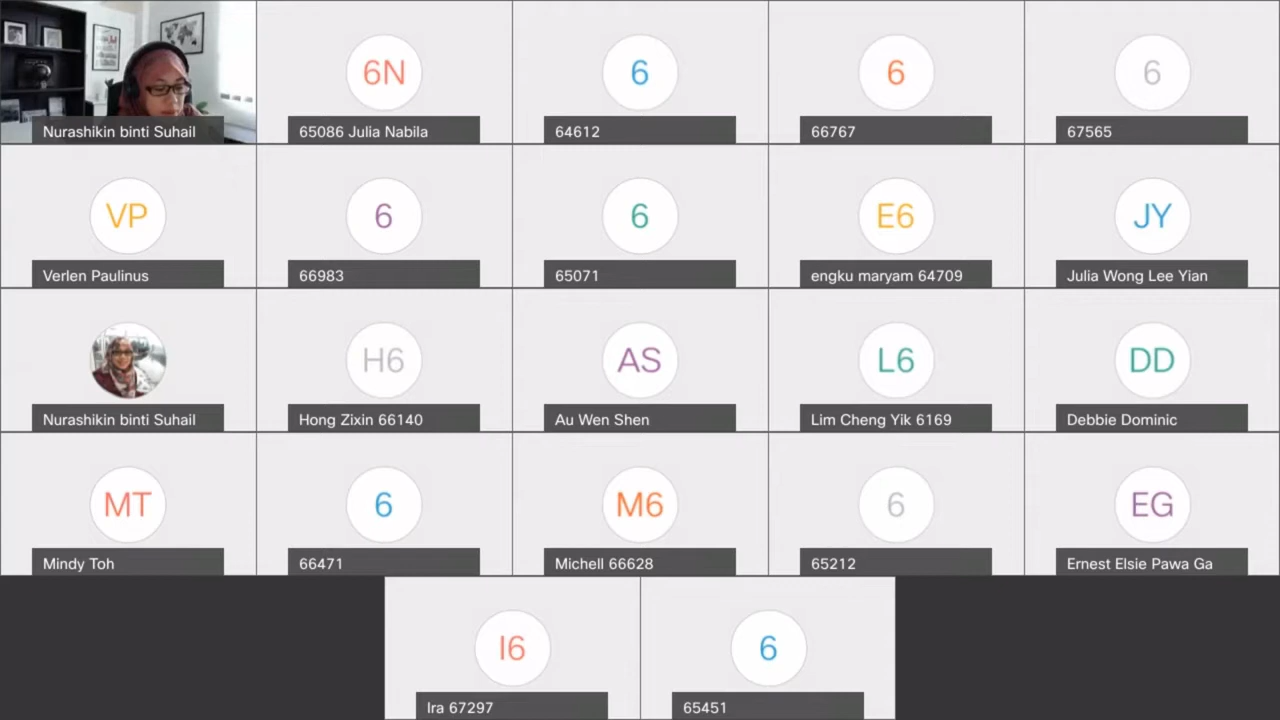 Nurashikin binti Suhail
6N
65086 Julia Nabila
6
64612
6
66767
6
67565
VP
Verlen Paulinus
6
66983
6
65071
E6
engku maryam 64709
JY
Julia Wong Lee Yian
Nurashikin binti Suhail
H6
Hong Zixin 66140
AS
Au Wen Shen
L6
Lim Cheng Yik 6169
DD
Debbie Dominic
MT
Mindy Toh
6
66471
M6
Michell 66628
6
65212
EG
Ernest Elsie Pawa Ga
I6
Ira 67297
6
65451